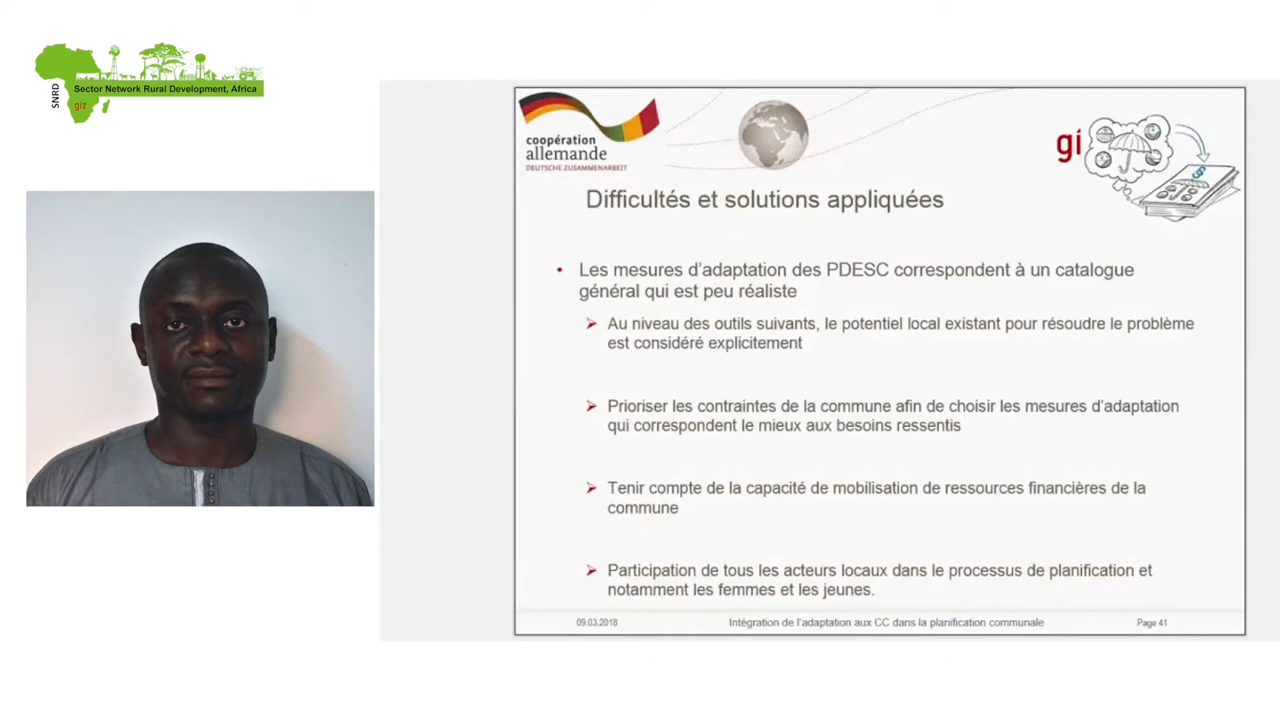 SNRD
Sector Network Rural Development, Africa
giz
coopération
allemande
DEUTSCHE ZUSAMMENARBEIT
gi
Difficultés et solutions appliquées
• Les mesures d'adaptation des PDESC correspondent à un catalogue
général qui est peu réaliste
➢ Au niveau des outils suivants, le potentiel local existant pour résoudre le problème
est considéré explicitement
➢ Prioriser les contraintes de la commune afin de choisir les mesures d'adaptation
qui correspondent le mieux aux besoins ressentis
➢ Tenir compte de la capacité de mobilisation de ressources financières de la
commune
➢ Participation de tous les acteurs locaux dans le processus de planification et
notamment les femmes et les jeunes.
09.03.2018 Intégration de l'adaptation aux CC dans la planification communale Page 41